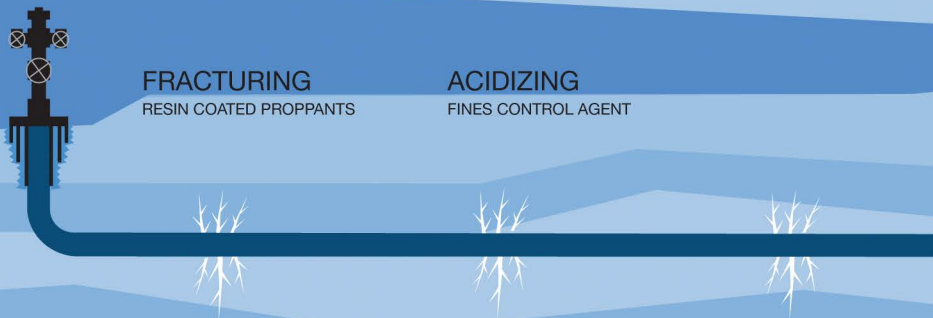 FRACTURING
RESIN COATED PROPPANTS
ACIDIZING
FINES CONTROL AGENT